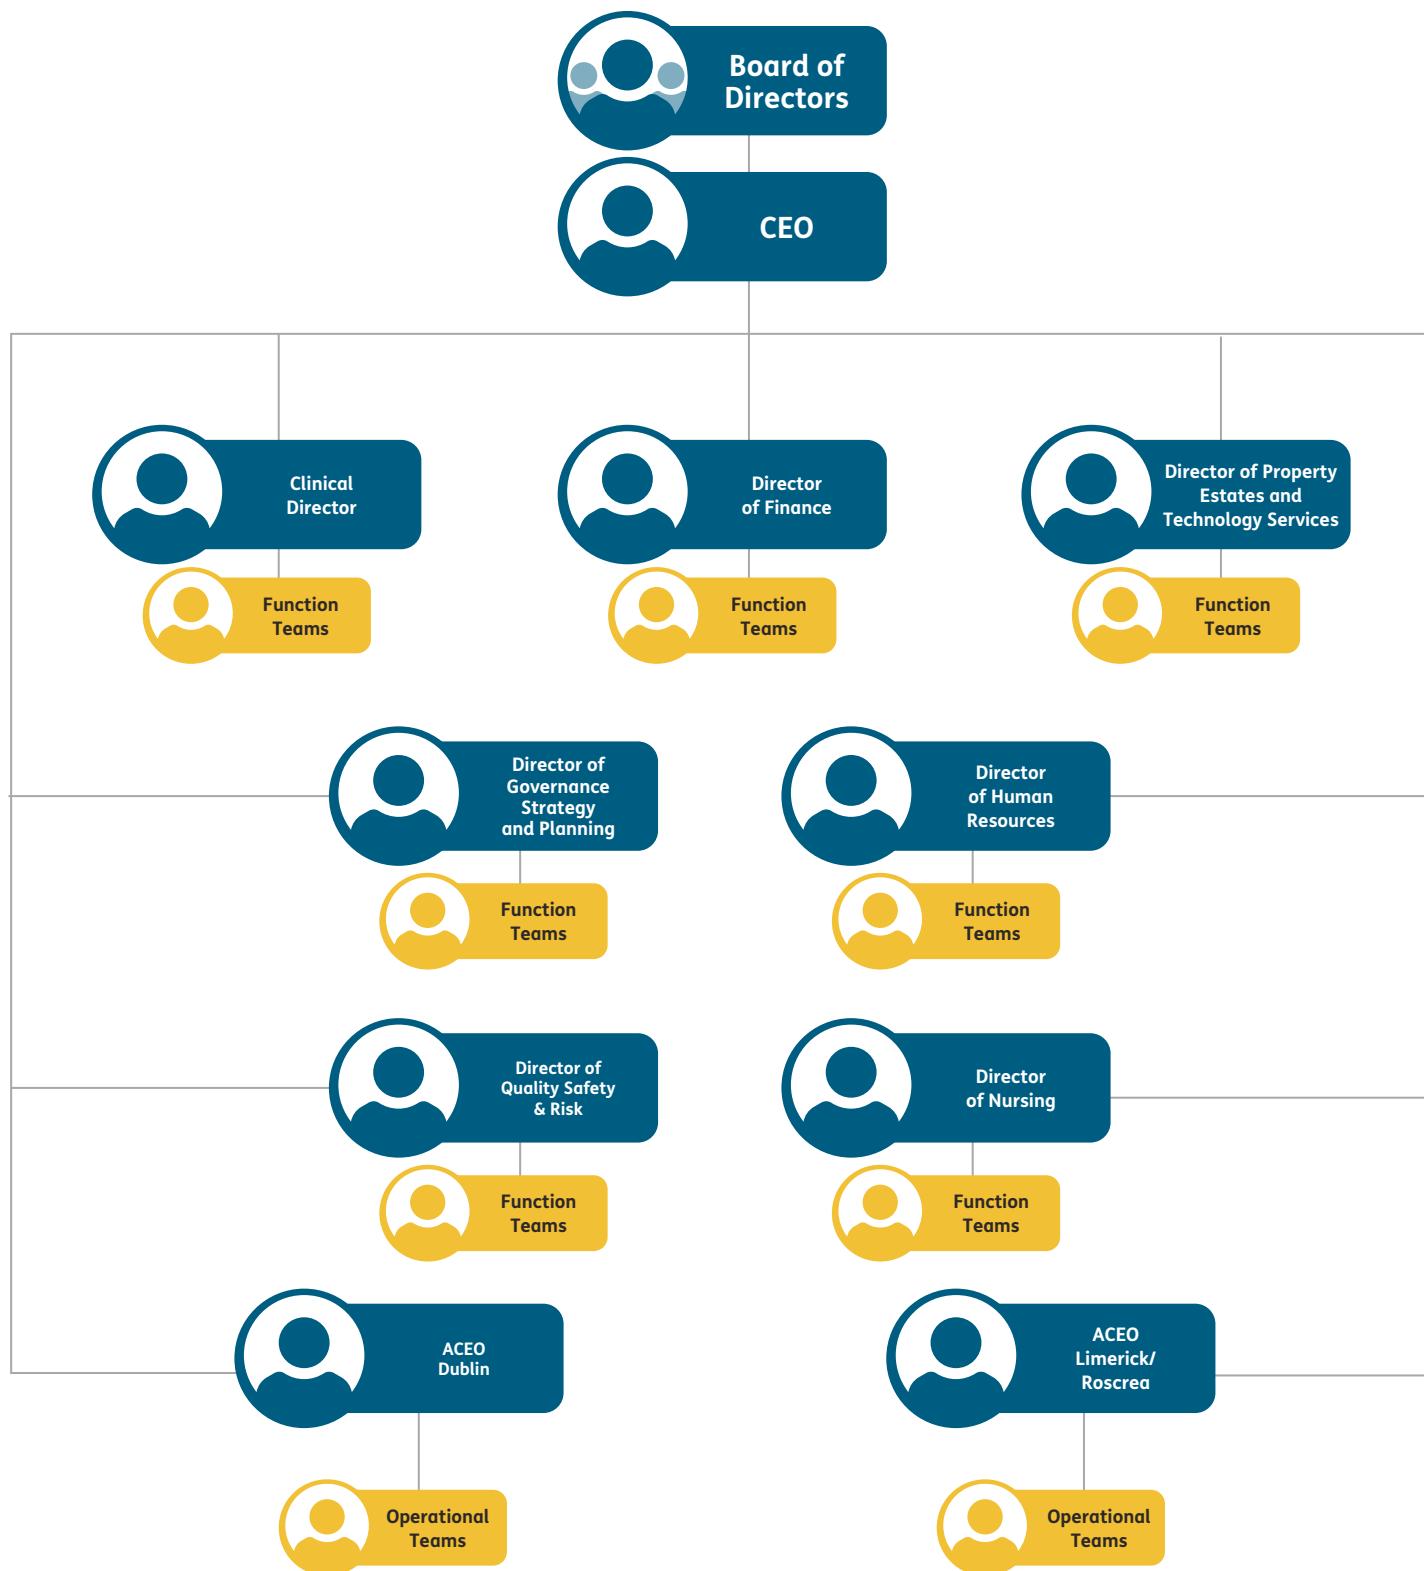 Board of
Directors
CEO
Clinical
Director
Director
of Finance
Director of Property
Estates and
Technology Services
Function
Teams
Function
Teams
Function
Teams
Director of
Governance
Strategy
and Planning
Director
of Human
Resources
Function
Teams
Function
Teams
Director of
Quality Safety
& Risk
Director
of Nursing
Function
Teams
Function
Teams
ACEO
Dublin
ACEO
Limerick/
Roscrea
Operational
Teams
Operational
Teams